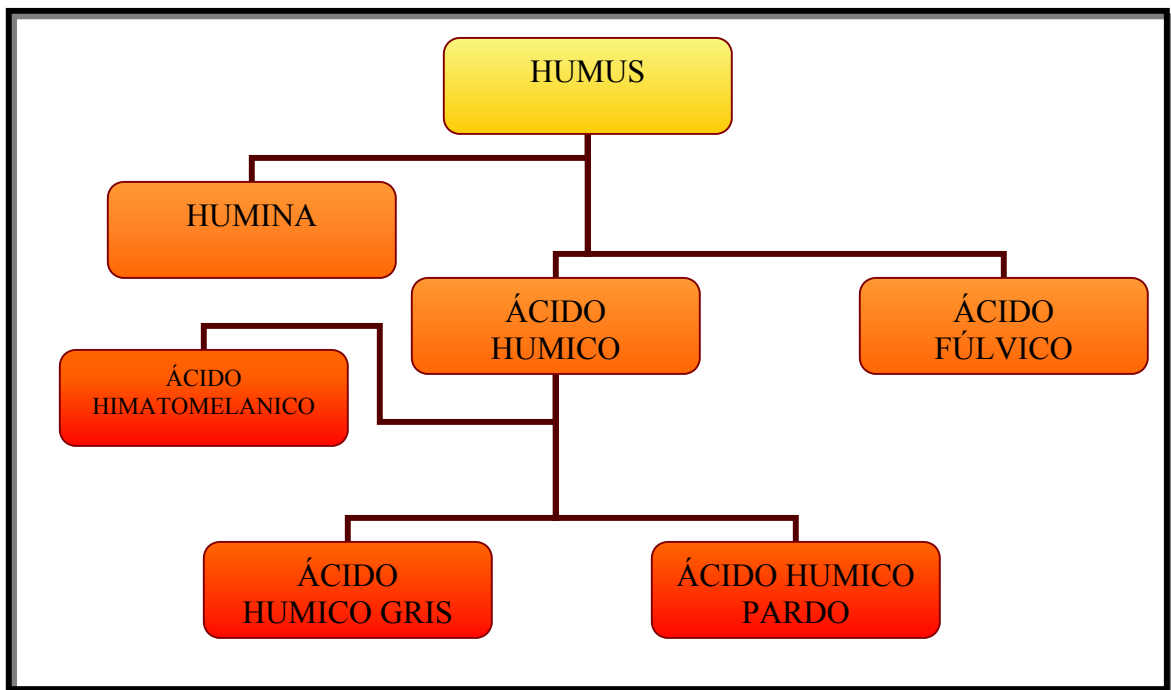 HUMUS
HUMINA
ÁCIDO
HUMICO
ÁCIDO
FÚLVICO
ÁCIDO
HIMATOMELANICO
ÁCIDO
HUMICO GRIS
ÁCIDO HUMICO
PARDO